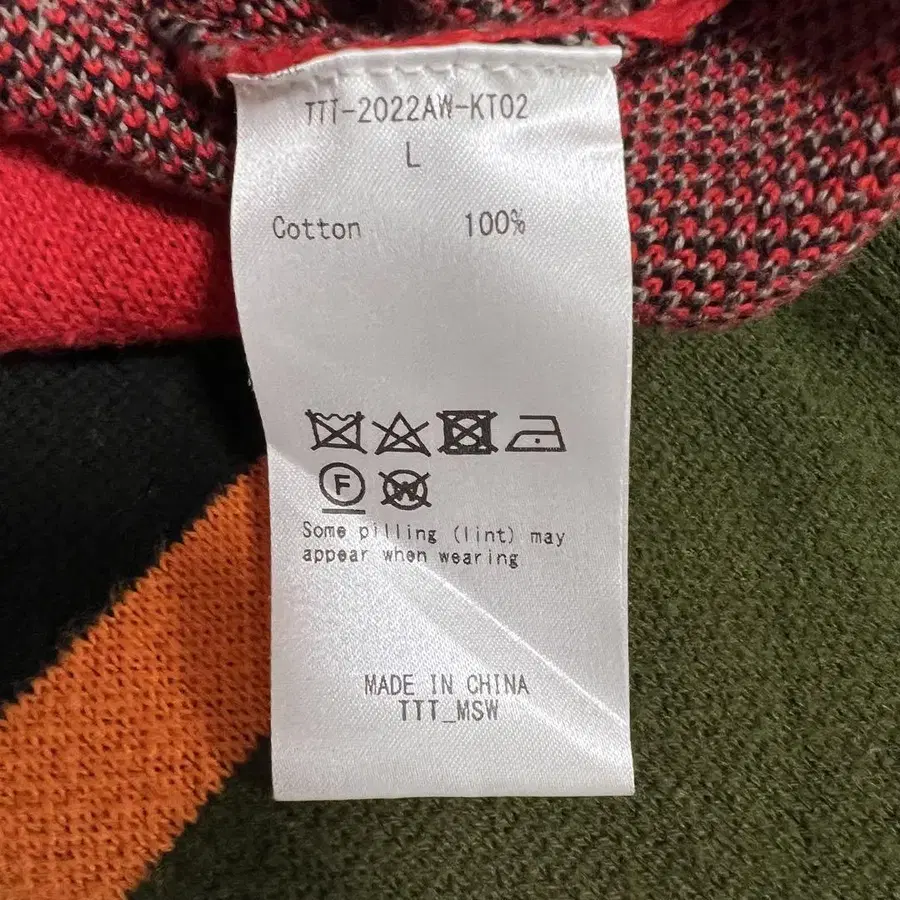 TTT-2022AW-KT02
L
Cotton 100%
F W
Some pilling (lint) may
appear when wearing
MADE IN CHINA
TTT_MSW